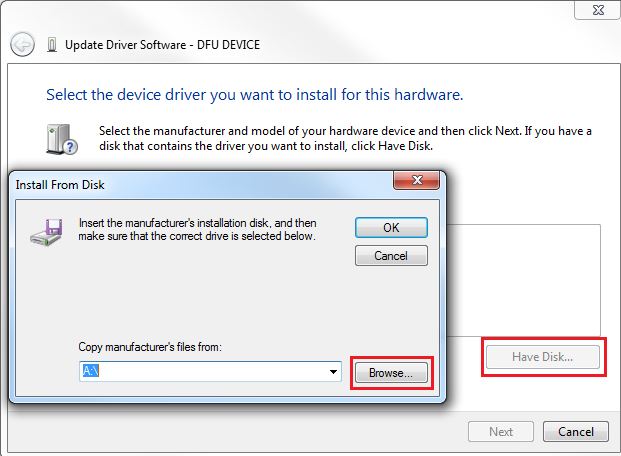 Update Driver Software - DFU DEVICE
Select the device driver you want to install for this hardware.
Select the manufacturer and model of your hardware device and then click Next. If you have a
disk that contains the driver you want to install, click Have Disk.
Install From Disk
Insert the manufacturer's installation disk, and then
make sure that the correct drive is selected below.
OK
Cancel
Copy manufacturer's files from:
A:\
Browse...
Have Disk...
Next
Cancel